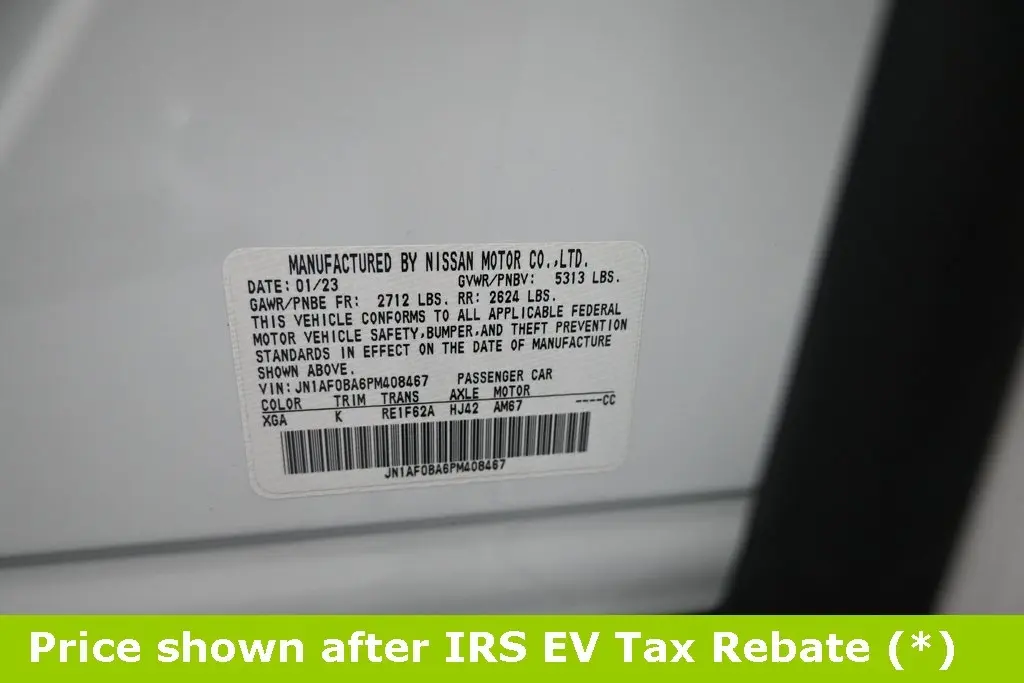 MANUFACTURED BY NISSAN MOTOR CO.,LTD.
DATE: 01/23 GVWR/PNBV: 5313 LBS.
GAWR/PNBE FR: 2712 LBS. RR: 2624 LBS.
THIS VEHICLE CONFORMS TO ALL APPLICABLE FEDERAL
MOTOR VEHICLE SAFETY,BUMPER,AND THEFT PREVENTION
STANDARDS IN EFFECT ON THE DATE OF MANUFACTURE
SHOWN ABOVE.
VIN: JN1AF0BA6PM408467 PASSENGER CAR
COLOR TRIM TRANS AXLE MOTOR
XGA K RE1F62A HJ42 AM67 ----CC
JN1AF0BA6PM408467
Price shown after IRS EV Tax Rebate (*)